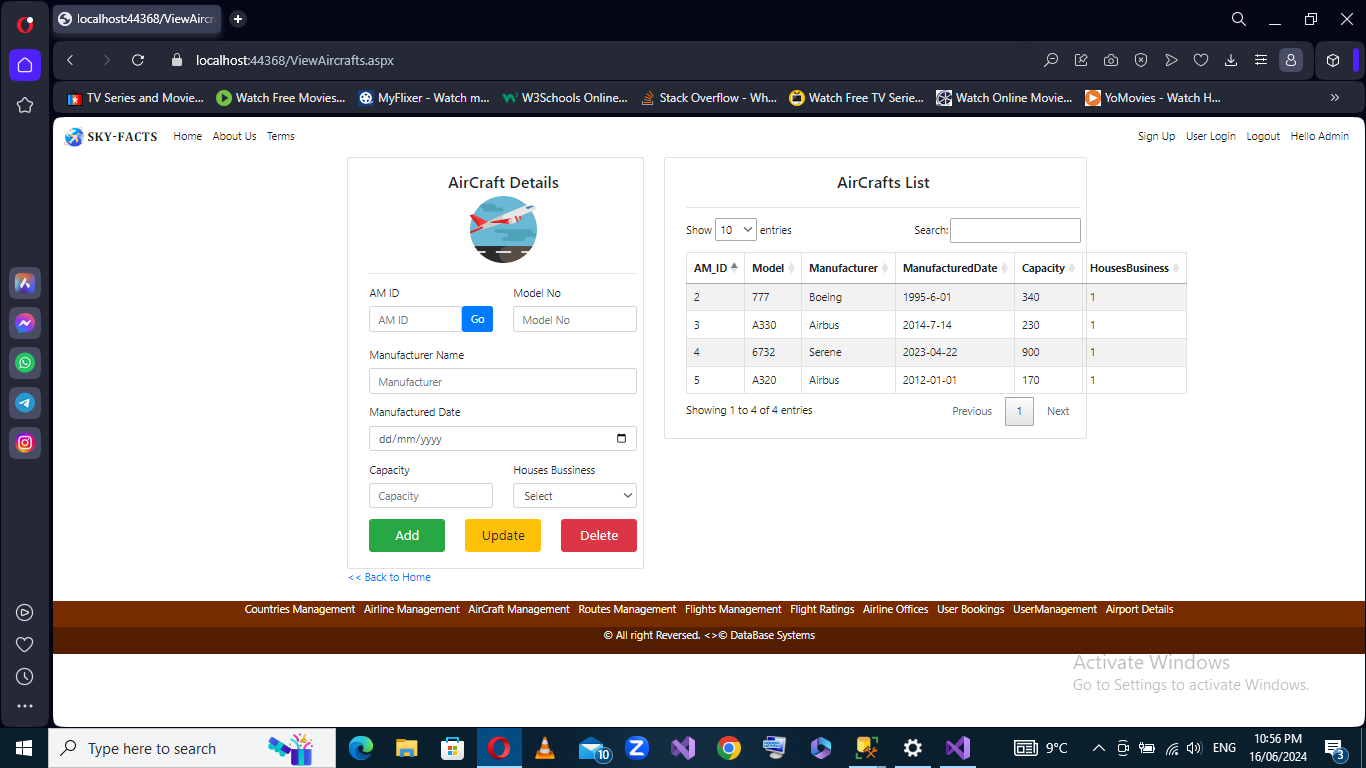 localhost:44368/ViewAircr
localhost:44368/ViewAircrafts.aspx
TV Series and Movie... Watch Free Movies... MyFlixer - Watch m... W3Schools Online... Stack Overflow - Wh... Watch Free TV Serie... Watch Online Movie... YoMovies - Watch H...
SKY-FACTS Home About Us Terms Sign Up User Login Logout Hello Admin
AirCraft Details
AM ID Model No
AM ID Go Model No
Manufacturer Name
Manufacturer
Manufactured Date
dd/mm/yyyy
Capacity Houses Bussiness
Capacity Select
Add Update Delete
<< Back to Home
AirCrafts List
Show 10 entries Search:
AM_ID Model Manufacturer ManufacturedDate Capacity HousesBusiness
2 777 Boeing 1995-6-01 340 1
3 A330 Airbus 2014-7-14 230 1
4 6732 Serene 2023-04-22 900 1
5 A320 Airbus 2012-01-01 170 1
Showing 1 to 4 of 4 entries Previous 1 Next
Countries Management Airline Management AirCraft Management Routes Management Flights Management Flight Ratings Airline Offices User Bookings UserManagement Airport Details
© All right Reversed. <>© DataBase Systems
Activate Windows
Go to Settings to activate Windows.
Type here to search 10 9°C ENG 10:56 PM
16/06/2024 3